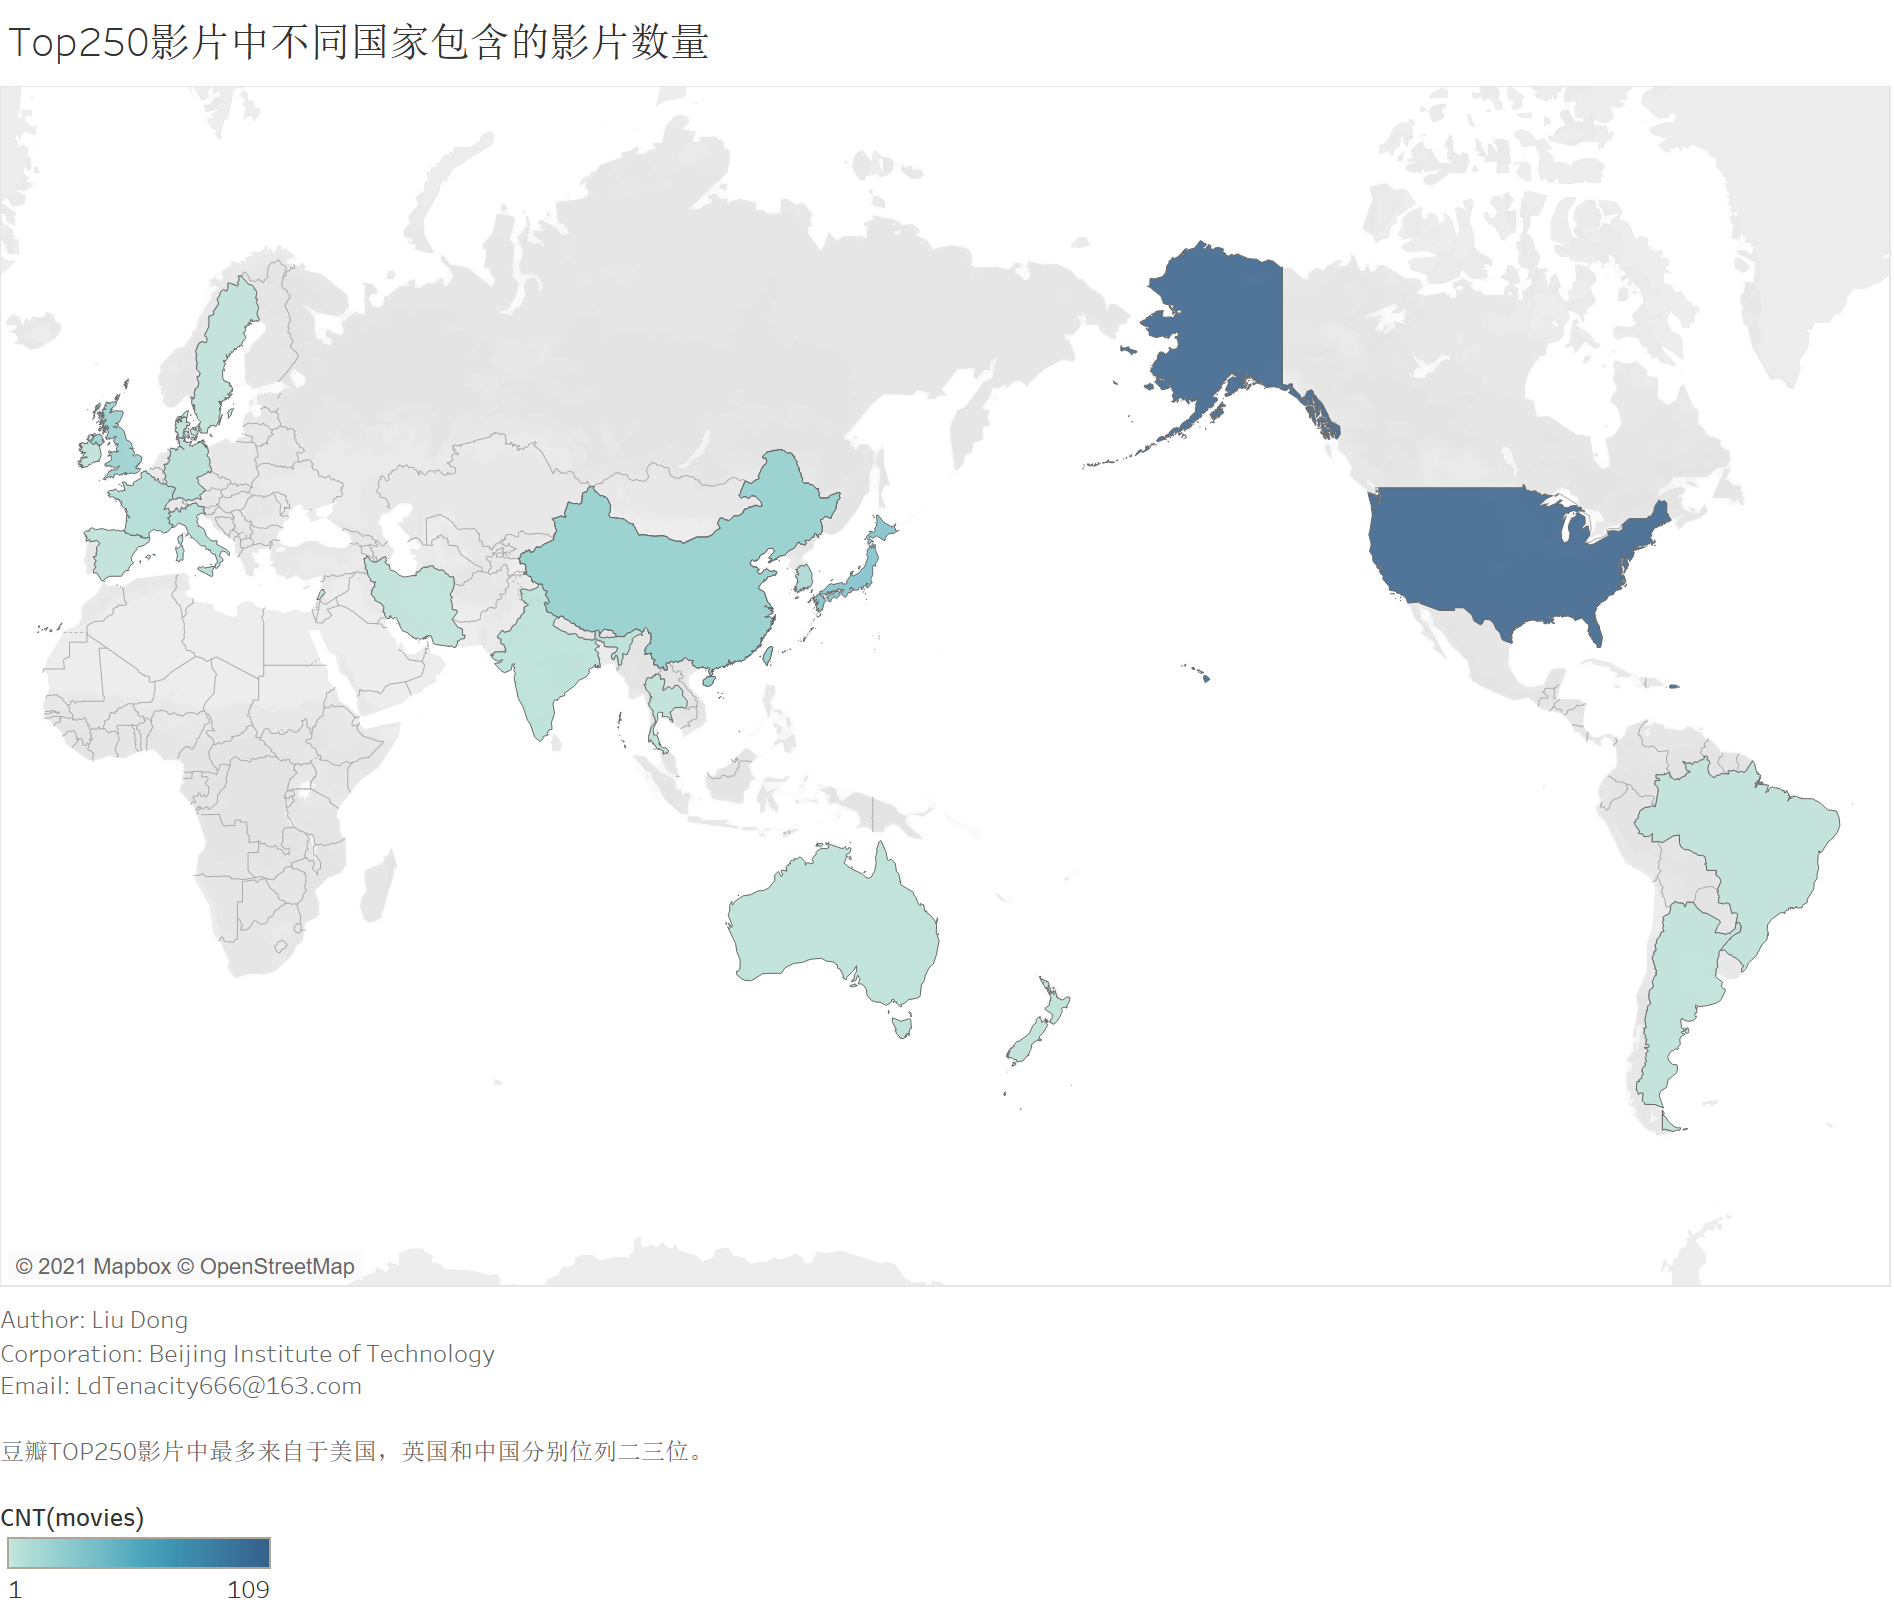 Top250影片中不同国家包含的影片数量
© 2021 Mapbox © OpenStreetMap
Author: Liu Dong
Corporation: Beijing Institute of Technology
Email: LdTenacity666@163.com
豆瓣TOP250影片中最多来自于美国，英国和中国分别位列二三位。
CNT(movies)
1 109